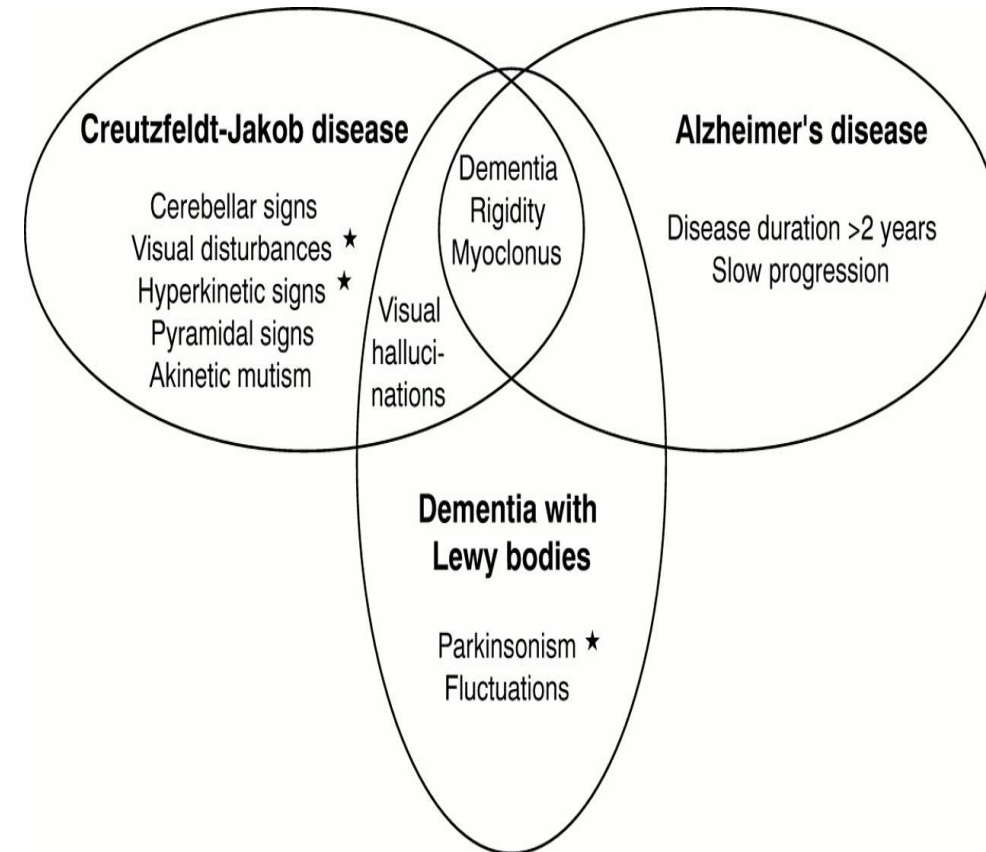 Creutzfeldt-Jakob disease
Cerebellar signs
Visual disturbances ★
Hyperkinetic signs ★
Pyramidal signs
Akinetic mutism
Dementia
Rigidity
Myoclonus
Visual
halluci-
nations
Alzheimer's disease
Disease duration >2 years
Slow progression
Dementia with
Lewy bodies
Parkinsonism ★
Fluctuations